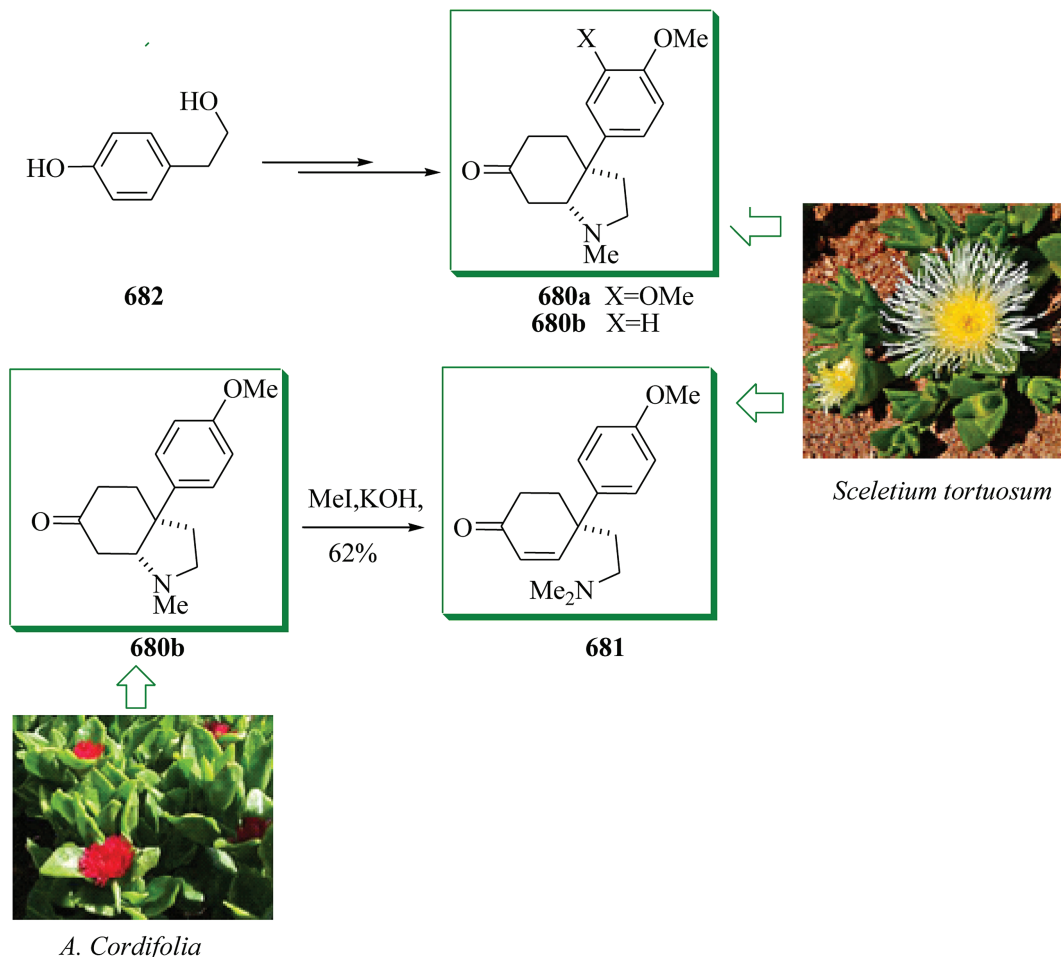 X
OMe
HO
HO
O
N
Me
682
680a X=OMe
680b X=H
OMe
O
N
Me
MeI,KOH,
62%
OMe
O
Me₂N
Sceletium tortuosum
680b
681
A. Cordifolia